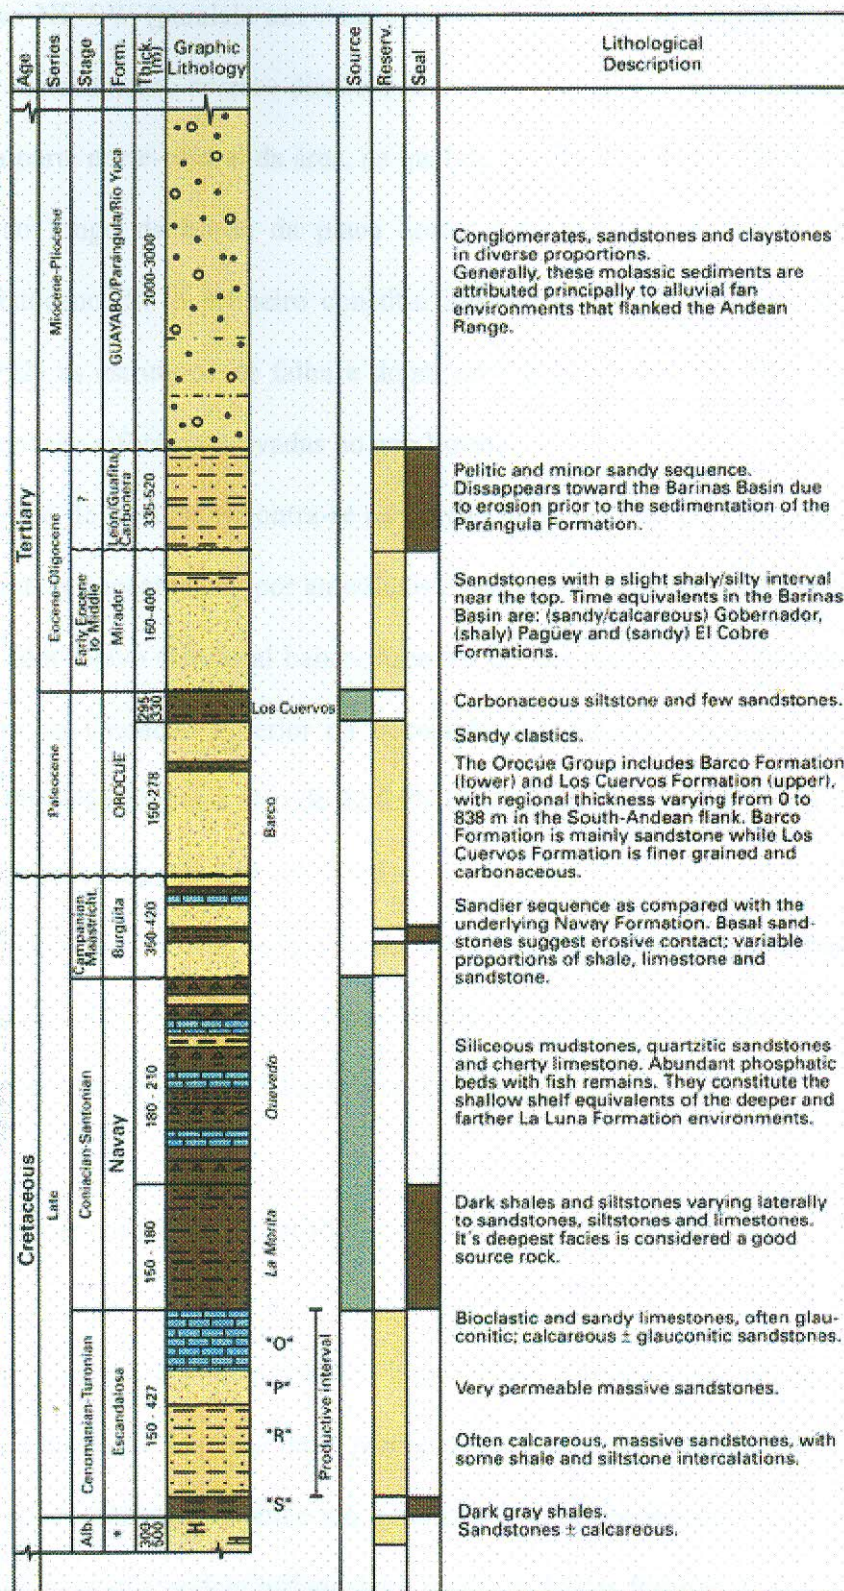 Age
Series
Stage
Form.
Thick. (m)
Graphic
Lithology
Source
Reserv.
Seal
Lithological
Description
Tertiary
Miocene-Pliocene
GUAYABO/Parángula/Río Yuca
2000-3000
Conglomerates, sandstones and claystones
in diverse proportions.
Generally, these molassic sediments are
attributed principally to alluvial fan
environments that flanked the Andean
Range.
Eocene-Oligocene
?
León/Guafita/
Carbonera
335-520
Pelitic and minor sandy sequence.
Dissappears toward the Barinas Basin due
to erosion prior to the sedimentation of the
Parángula Formation.
Early Eocene
to Middle
Mirador
160-400
Sandstones with a slight shaly/silty interval
near the top. Time equivalents in the Barinas
Basin are: (sandy/calcareous) Gobernador,
(shaly) Pagüey and (sandy) El Cobre
Formations.
Paleocene
OROCUE
295
330
Los Cuervos
Carbonaceous siltstone and few sandstones.
150-278
Barco
Sandy clastics.
The Orocúe Group includes Barco Formation
(lower) and Los Cuervos Formation (upper),
with regional thickness varying from 0 to
838 m in the South-Andean flank. Barco
Formation is mainly sandstone while Los
Cuervos Formation is finer grained and
carbonaceous.
Cretaceous
Late
Campanian
Maastricht.
Burgüita
350-420
Sandier sequence as compared with the
underlying Navay Formation. Basal sand-
stones suggest erosive contact; variable
proportions of shale, limestone and
sandstone.
Coniacian-Santonian
Navay
180 - 210
Quevedo
Siliceous mudstones, quartzitic sandstones
and cherty limestone. Abundant phosphatic
beds with fish remains. They constitute the
shallow shelf equivalents of the deeper and
farther La Luna Formation environments.
150 - 180
La Morita
Dark shales and siltstones varying laterally
to sandstones, siltstones and limestones.
It´s deepest facies is considered a good
source rock.
Cenomanian-Turonian
Escandalosa
150 - 427
"O"
"P"
"R"
"S"
Productive interval
Bioclastic and sandy limestones, often glau-
conitic; calcareous ± glauconitic sandstones.
Very permeable massive sandstones.
Often calcareous, massive sandstones, with
some shale and siltstone intercalations.
Dark gray shales.
Alb.
*
300
500
Sandstones ± calcareous.